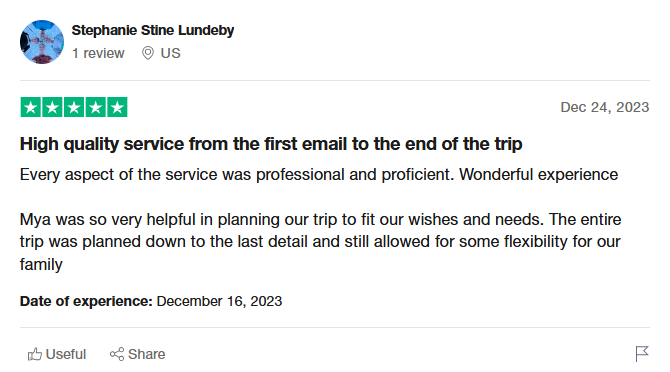 Stephanie Stine Lundeby
1 review US
Dec 24, 2023
High quality service from the first email to the end of the trip
Every aspect of the service was professional and proficient. Wonderful experience
Mya was so very helpful in planning our trip to fit our wishes and needs. The entire
trip was planned down to the last detail and still allowed for some flexibility for our
family
Date of experience: December 16, 2023
Useful Share